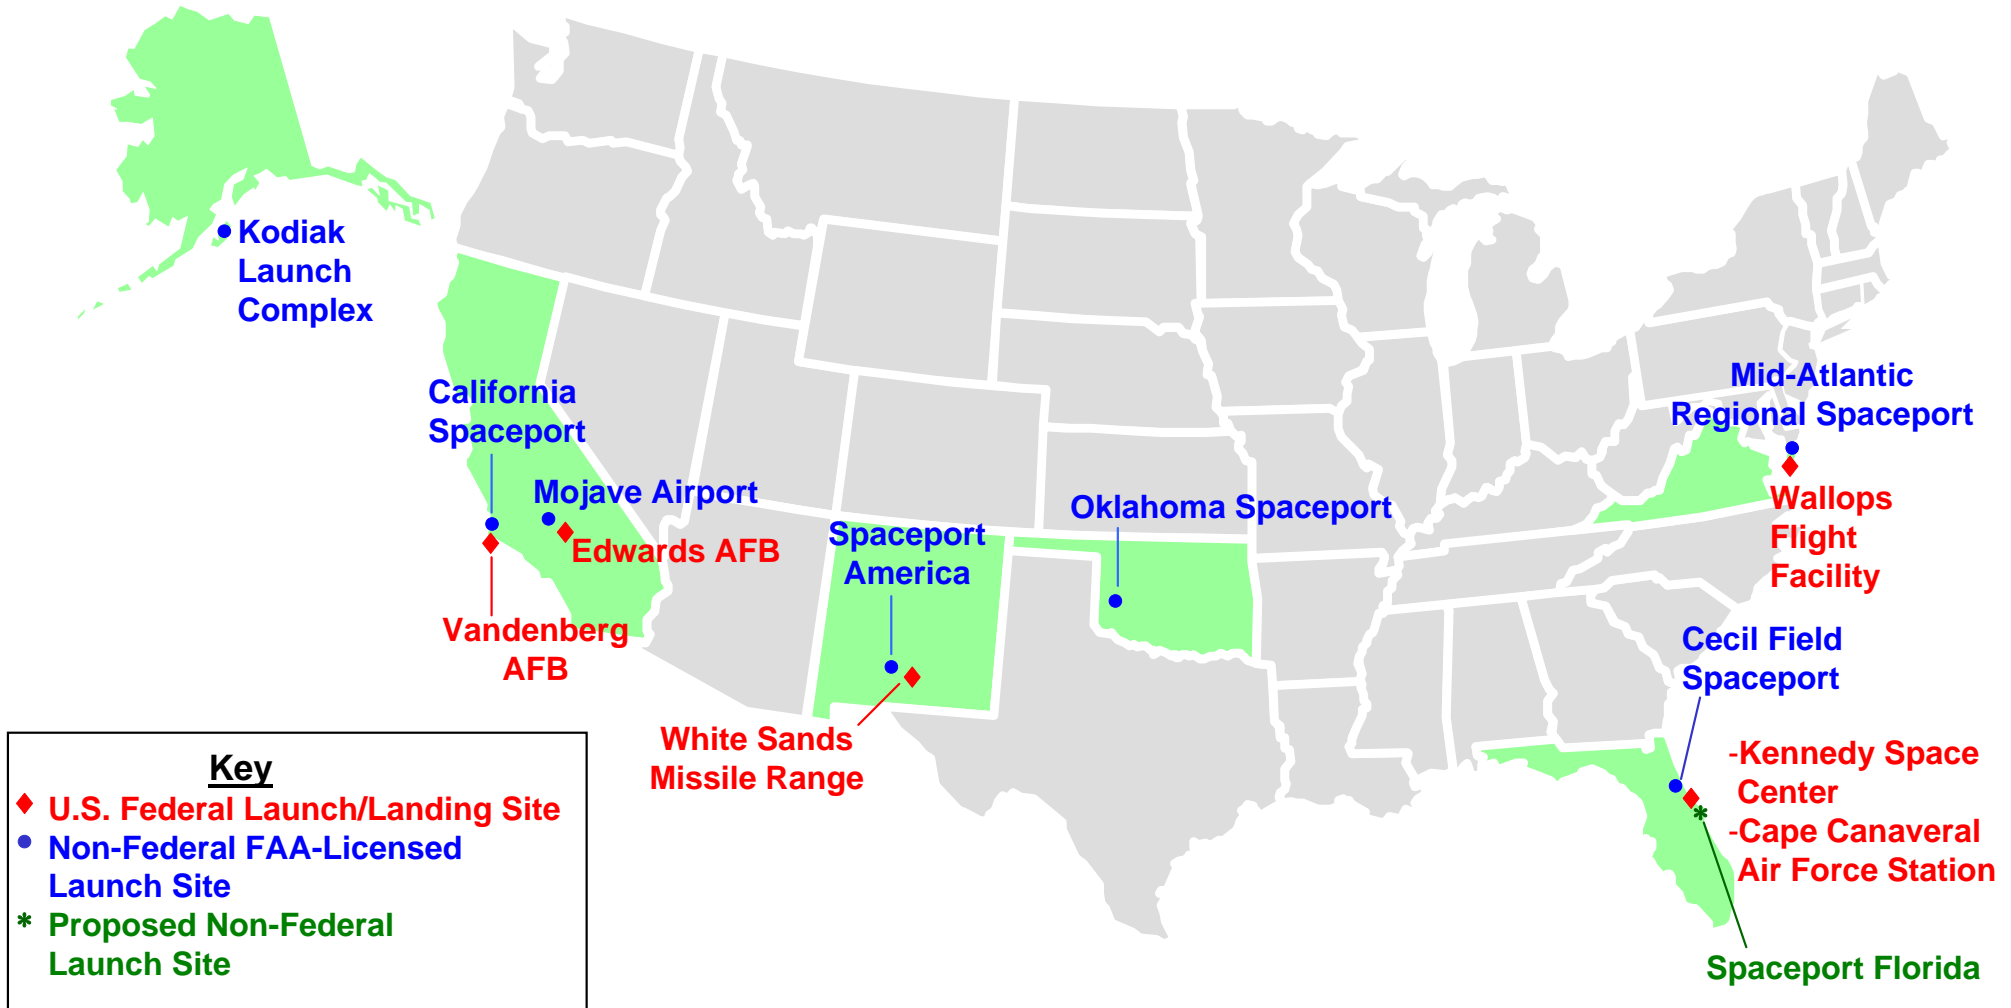 Kodiak
Launch
Complex
California
Spaceport
Mojave Airport
Edwards AFB
Vandenberg
AFB
Spaceport
America
White Sands
Missile Range
Oklahoma Spaceport
Mid-Atlantic
Regional Spaceport
Wallops
Flight
Facility
Cecil Field
Spaceport
-Kennedy Space
Center
-Cape Canaveral
Air Force Station
Spaceport Florida
Key
U.S. Federal Launch/Landing Site
Non-Federal FAA-Licensed
Launch Site
* Proposed Non-Federal
Launch Site